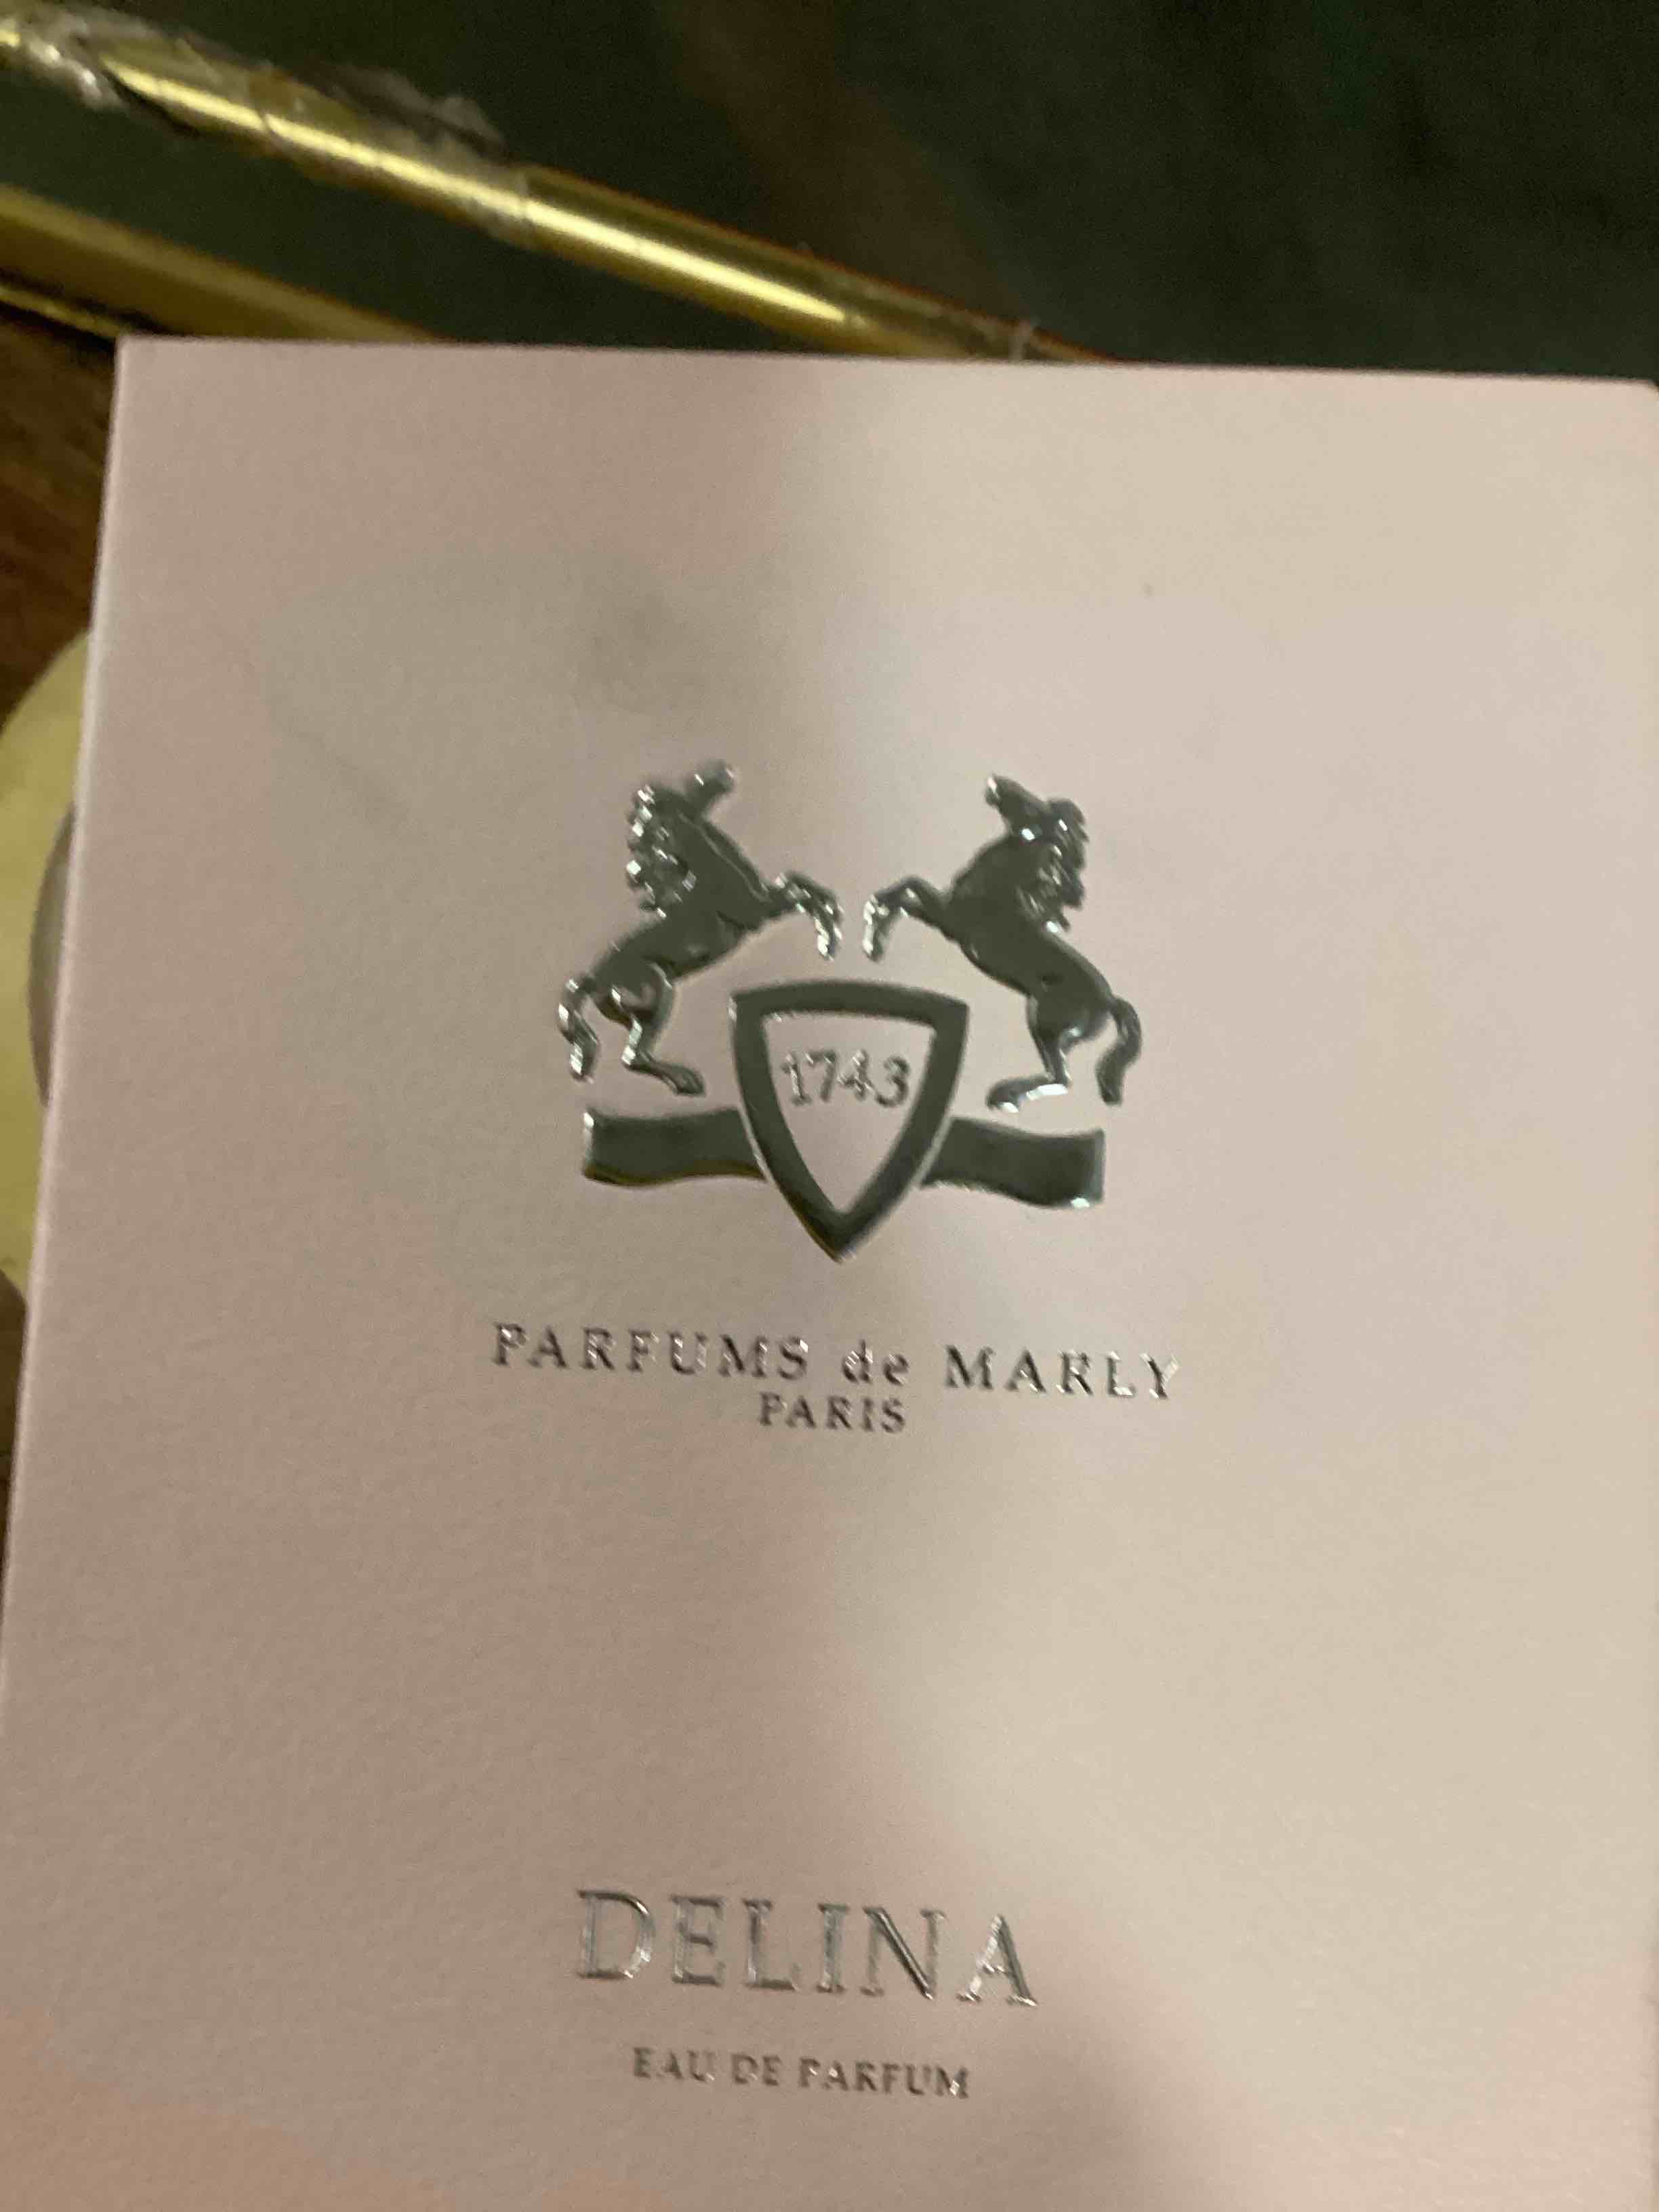 1743
PARFUMS de MARLY
PARIS
DELINA
EAU DE PARFUM